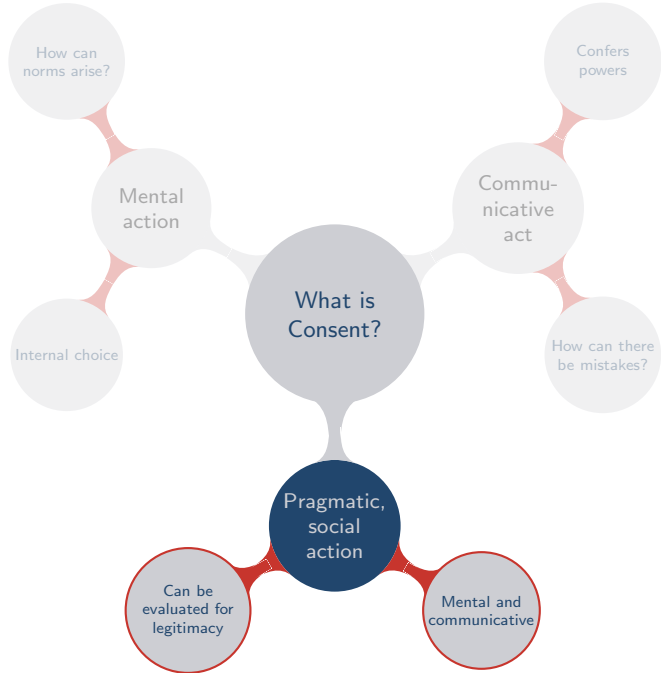 How can
norms arise?
Confers
powers
Mental
action
Commu-
nicative
act
What is
Consent?
Internal choice
How can there
be mistakes?
Pragmatic,
social
action
Can be
evaluated for
legitimacy
Mental and
communicative